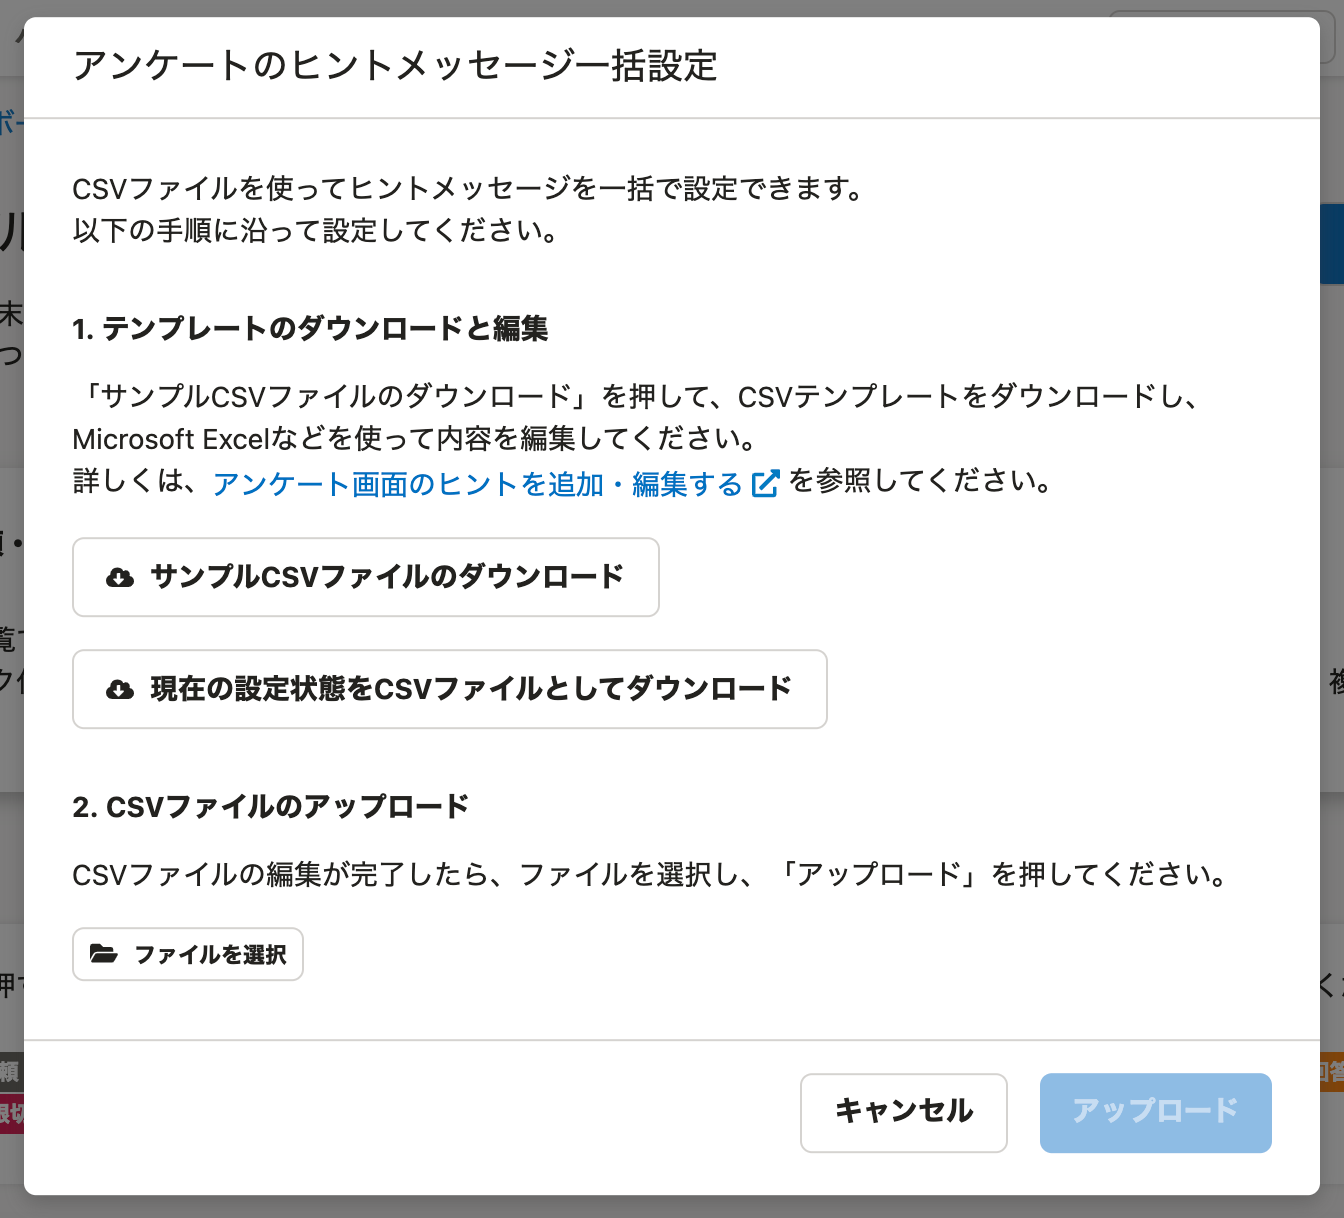 アンケートのヒントメッセージ一括設定
CSVファイルを使ってヒントメッセージを一括で設定できます。
以下の手順に沿って設定してください。
1. テンプレートのダウンロードと編集
「サンプルCSVファイルのダウンロード」を押して、CSVテンプレートをダウンロードし、
Microsoft Excelなどを使って内容を編集してください。
詳しくは、アンケート画面のヒントを追加・編集する を参照してください。
サンプルCSVファイルのダウンロード
現在の設定状態をCSVファイルとしてダウンロード
2. CSVファイルのアップロード
CSVファイルの編集が完了したら、ファイルを選択し、「アップロード」を押してください。
ファイルを選択
キャンセル
アップロード